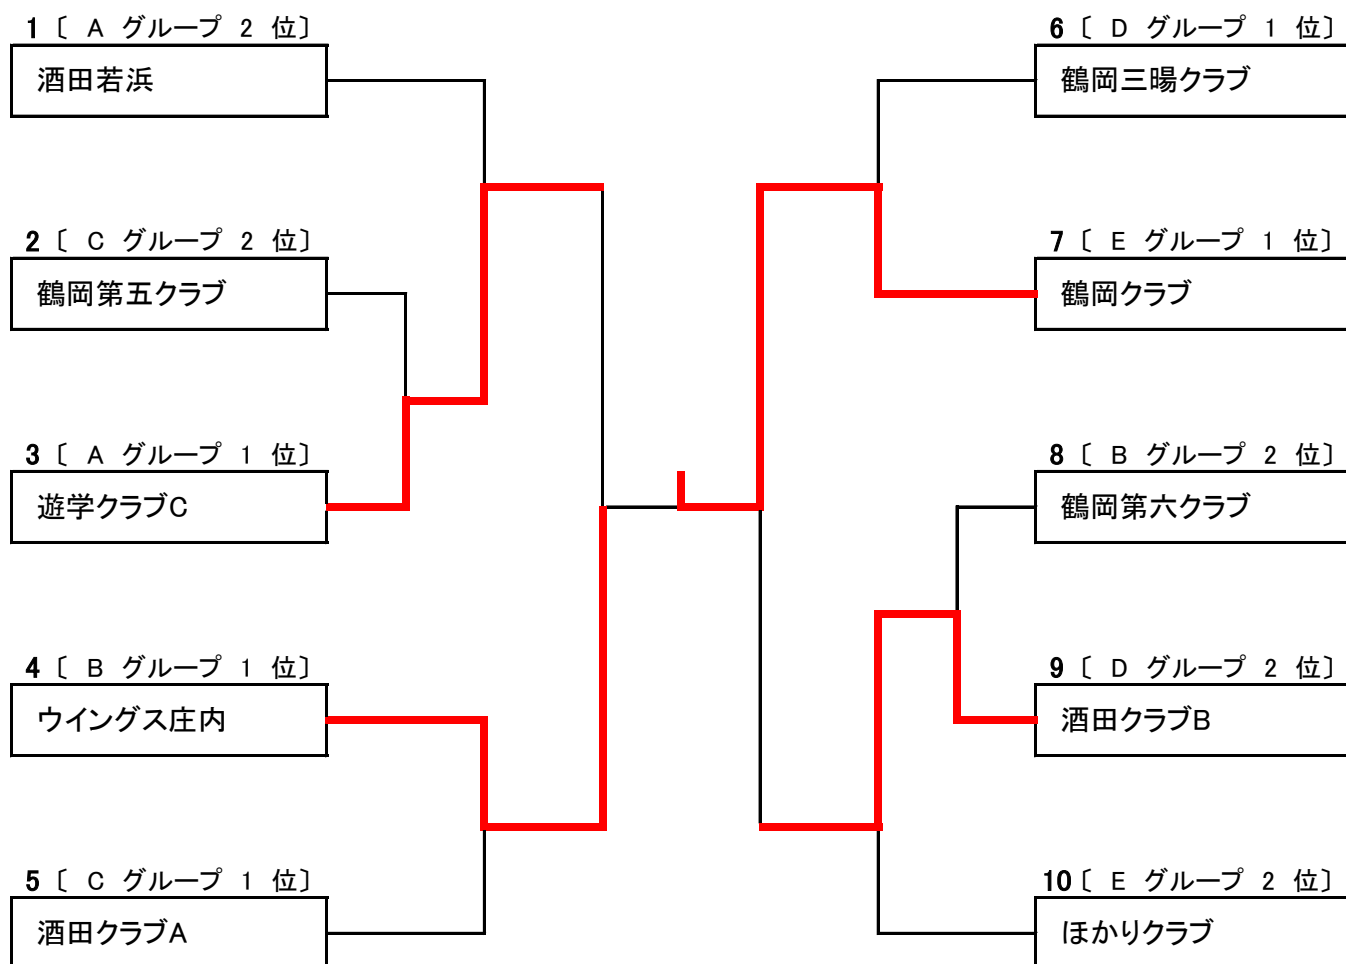 1〔 A グループ 2 位〕
酒田若浜
2〔 C グループ 2 位〕
鶴岡第五クラブ
3〔 A グループ 1 位〕
遊学クラブC
4〔 B グループ 1 位〕
ウイングス庄内
5〔 C グループ 1 位〕
酒田クラブA
6〔 D グループ 1 位〕
鶴岡三暘クラブ
7〔 E グループ 1 位〕
鶴岡クラブ
8〔 B グループ 2 位〕
鶴岡第六クラブ
9〔 D グループ 2 位〕
酒田クラブB
10〔 E グループ 2 位〕
ほかりクラブ